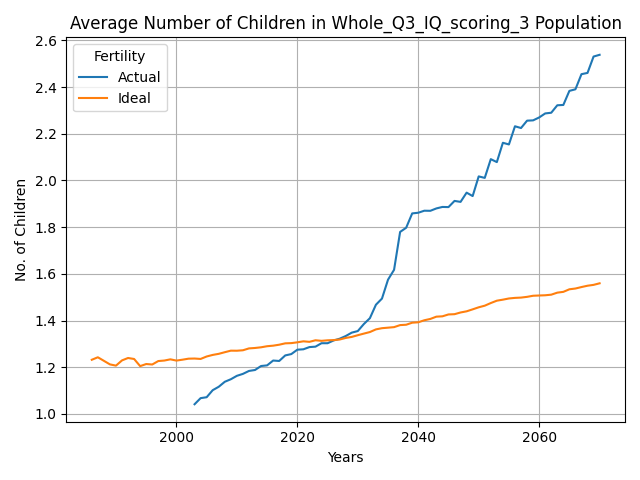 Average Number of Children in Whole_Q3_IQ_scoring_3 Population
Fertility
Actual
Ideal
No. of Children
2.6
2.4
2.2
2.0
1.8
1.6
1.4
1.2
1.0
2000 2020 2040 2060
Years